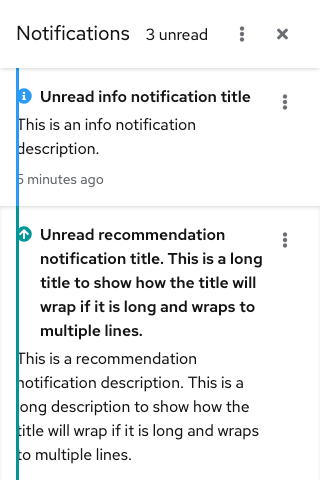 Notifications 3 unread
Unread info notification title
This is an info notification
description.
5 minutes ago
Unread recommendation
notification title. This is a long
title to show how the title will
wrap if it is long and wraps to
multiple lines.
This is a recommendation
notification description. This is a
long description to show how the
title will wrap if it is long and wraps
to multiple lines.